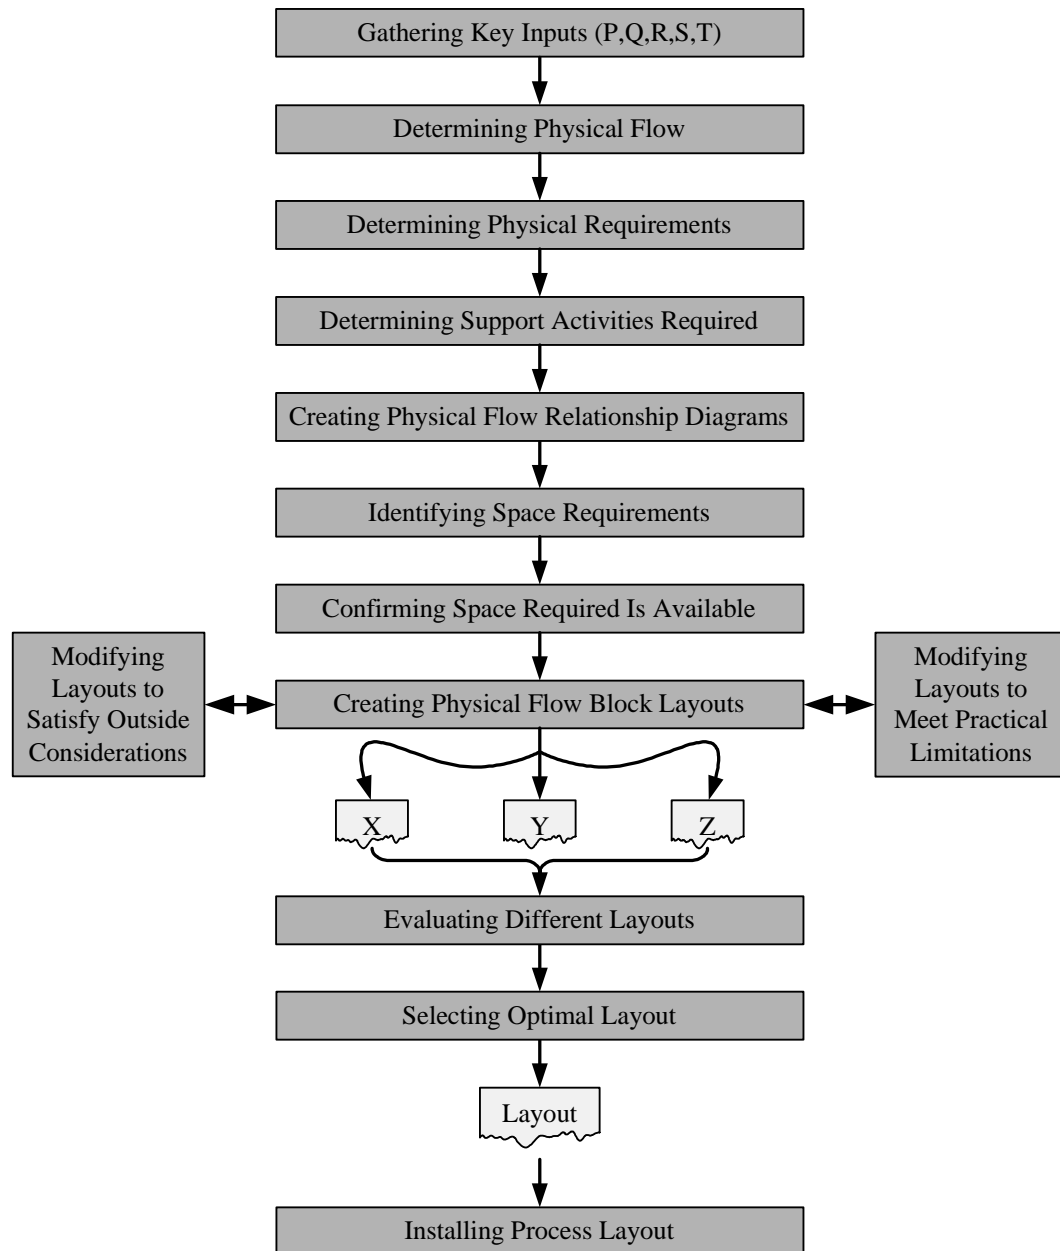 Gathering Key Inputs (P,Q,R,S,T)
Determining Physical Flow
Determining Physical Requirements
Determining Support Activities Required
Creating Physical Flow Relationship Diagrams
Identifying Space Requirements
Confirming Space Required Is Available
Modifying
Layouts to
Satisfy Outside
Considerations
Creating Physical Flow Block Layouts
Modifying
Layouts to
Meet Practical
Limitations
X
Y
Z
Evaluating Different Layouts
Selecting Optimal Layout
Layout
Installing Process Layout